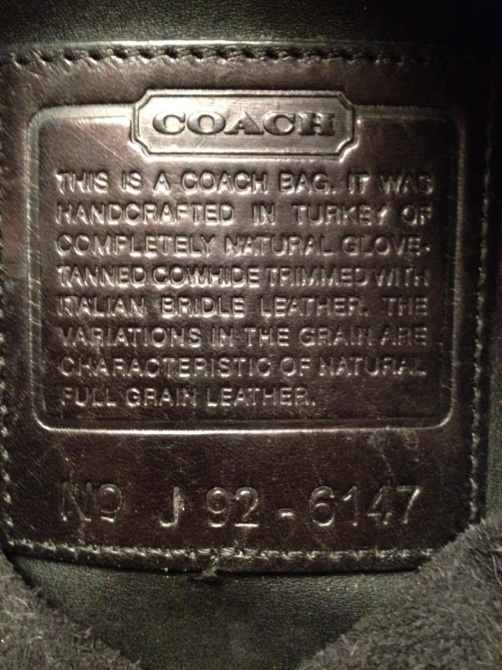 COACH
THIS IS A COACH BAG. IT WAS
HANDCRAFTED IN TURKEY OF
COMPLETELY NATURAL GLOVE-
TANNED COWHIDE TRIMMED WITH
ITALIAN BRIDLE LEATHER. THE
VARIATIONS IN THE GRAIN ARE
CHARACTERISTIC OF NATURAL
FULL GRAIN LEATHER.
Nº J 92 - 6147